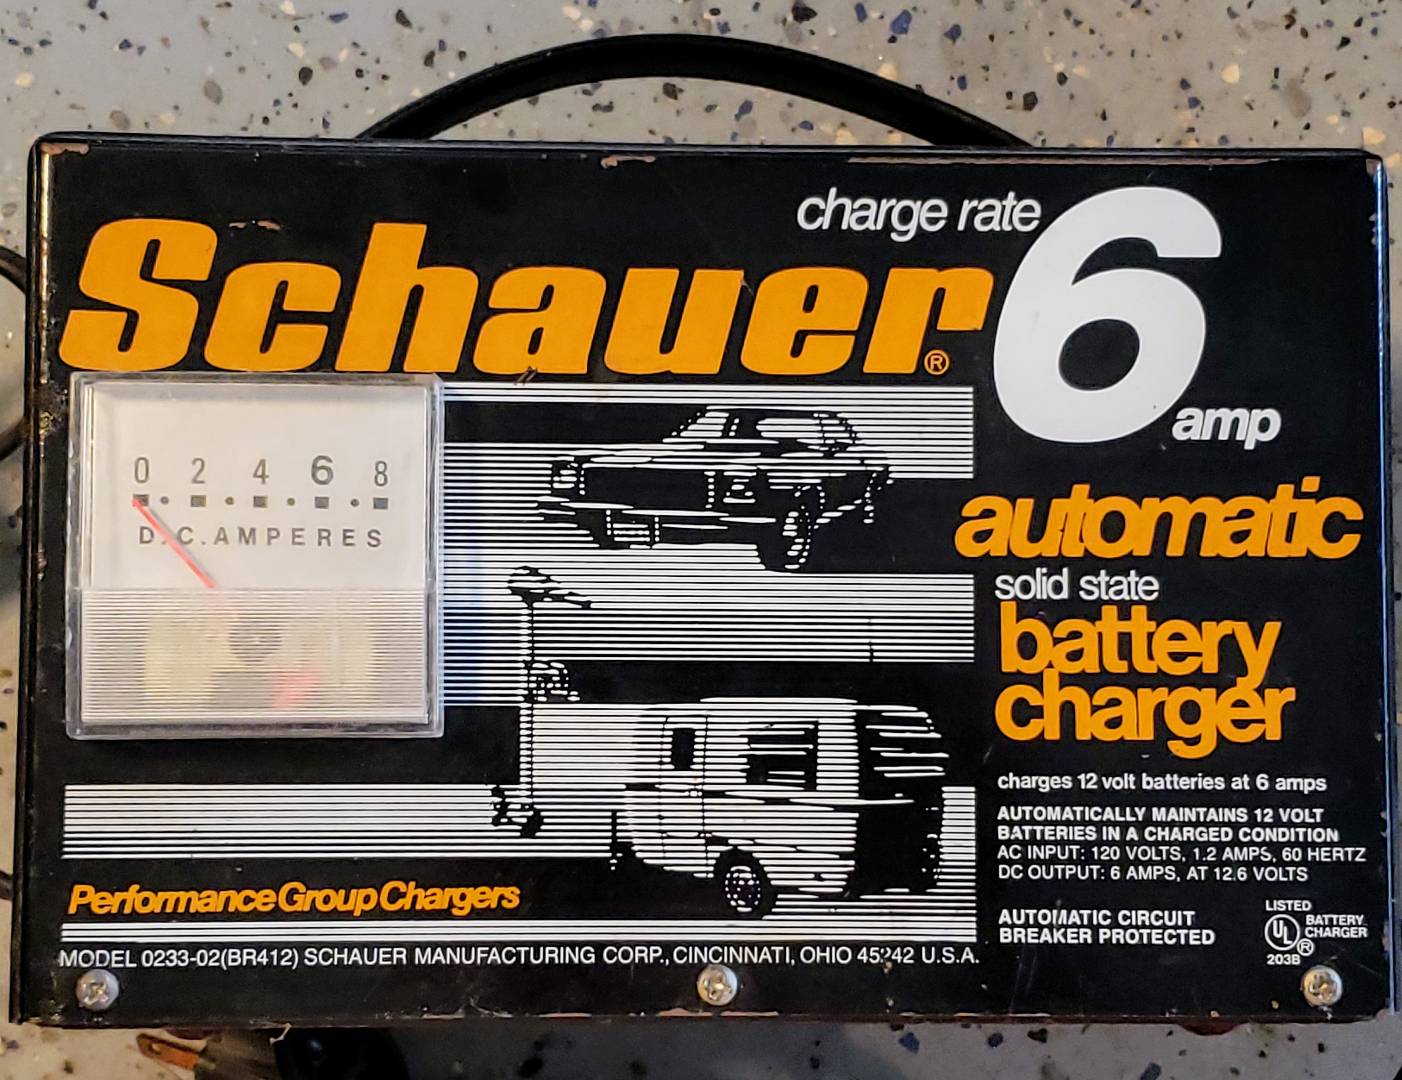 charge rate 6 amp
Schauer®
0 2 4 6 8
D.C. AMPERES
automatic
solid state
battery
charger
charges 12 volt batteries at 6 amps
AUTOMATICALLY MAINTAINS 12 VOLT
BATTERIES IN A CHARGED CONDITION
AC INPUT: 120 VOLTS, 1.2 AMPS, 60 HERTZ
DC OUTPUT: 6 AMPS, AT 12.6 VOLTS
Performance Group Chargers
AUTOMATIC CIRCUIT
BREAKER PROTECTED
LISTED
UL® BATTERY
CHARGER
203B
MODEL 0233-02(BR412) SCHAUER MANUFACTURING CORP., CINCINNATI, OHIO U.S.A.